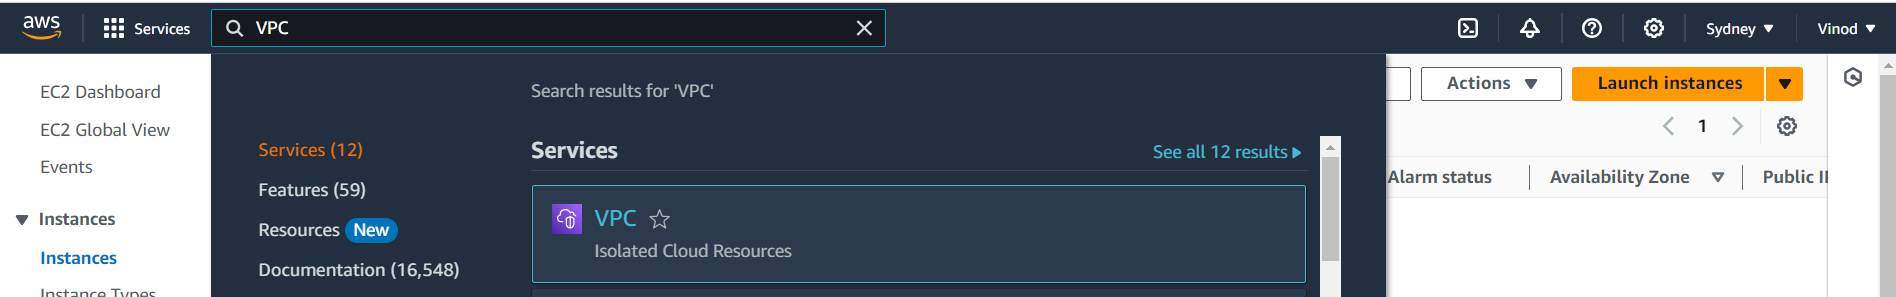 aws Services VPC Sydney Vinod
EC2 Dashboard
EC2 Global View
Events
Instances
Instances
Instance Types
Search results for 'VPC'
Services (12)
Features (59)
Resources New
Documentation (16,548)
Services See all 12 results
VPC
Isolated Cloud Resources
Actions Launch instances
1
Alarm status Availability Zone Public